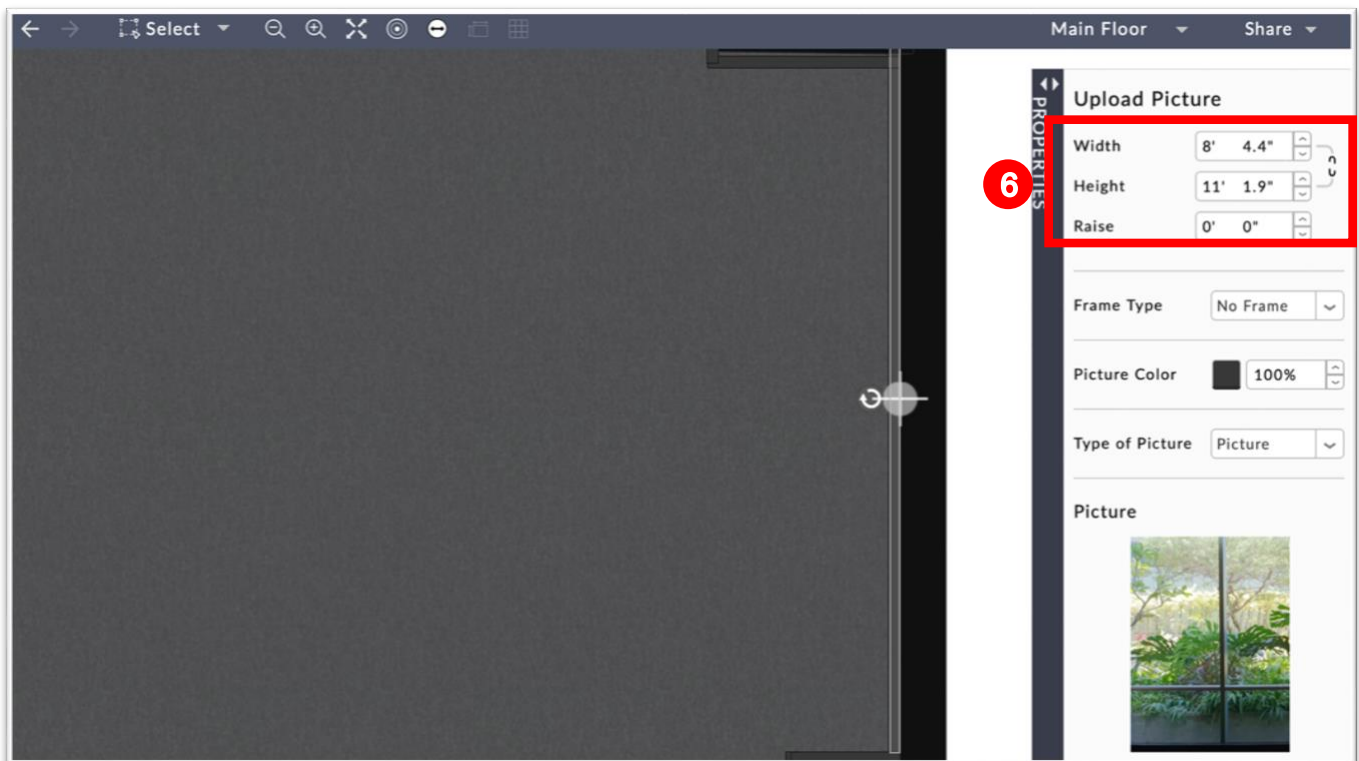 Select
Main Floor
Share
PROPERTIES
Upload Picture
6
Width 8' 4.4"
Height 11' 1.9"
Raise 0' 0"
Frame Type No Frame
Picture Color 100%
Type of Picture Picture
Picture